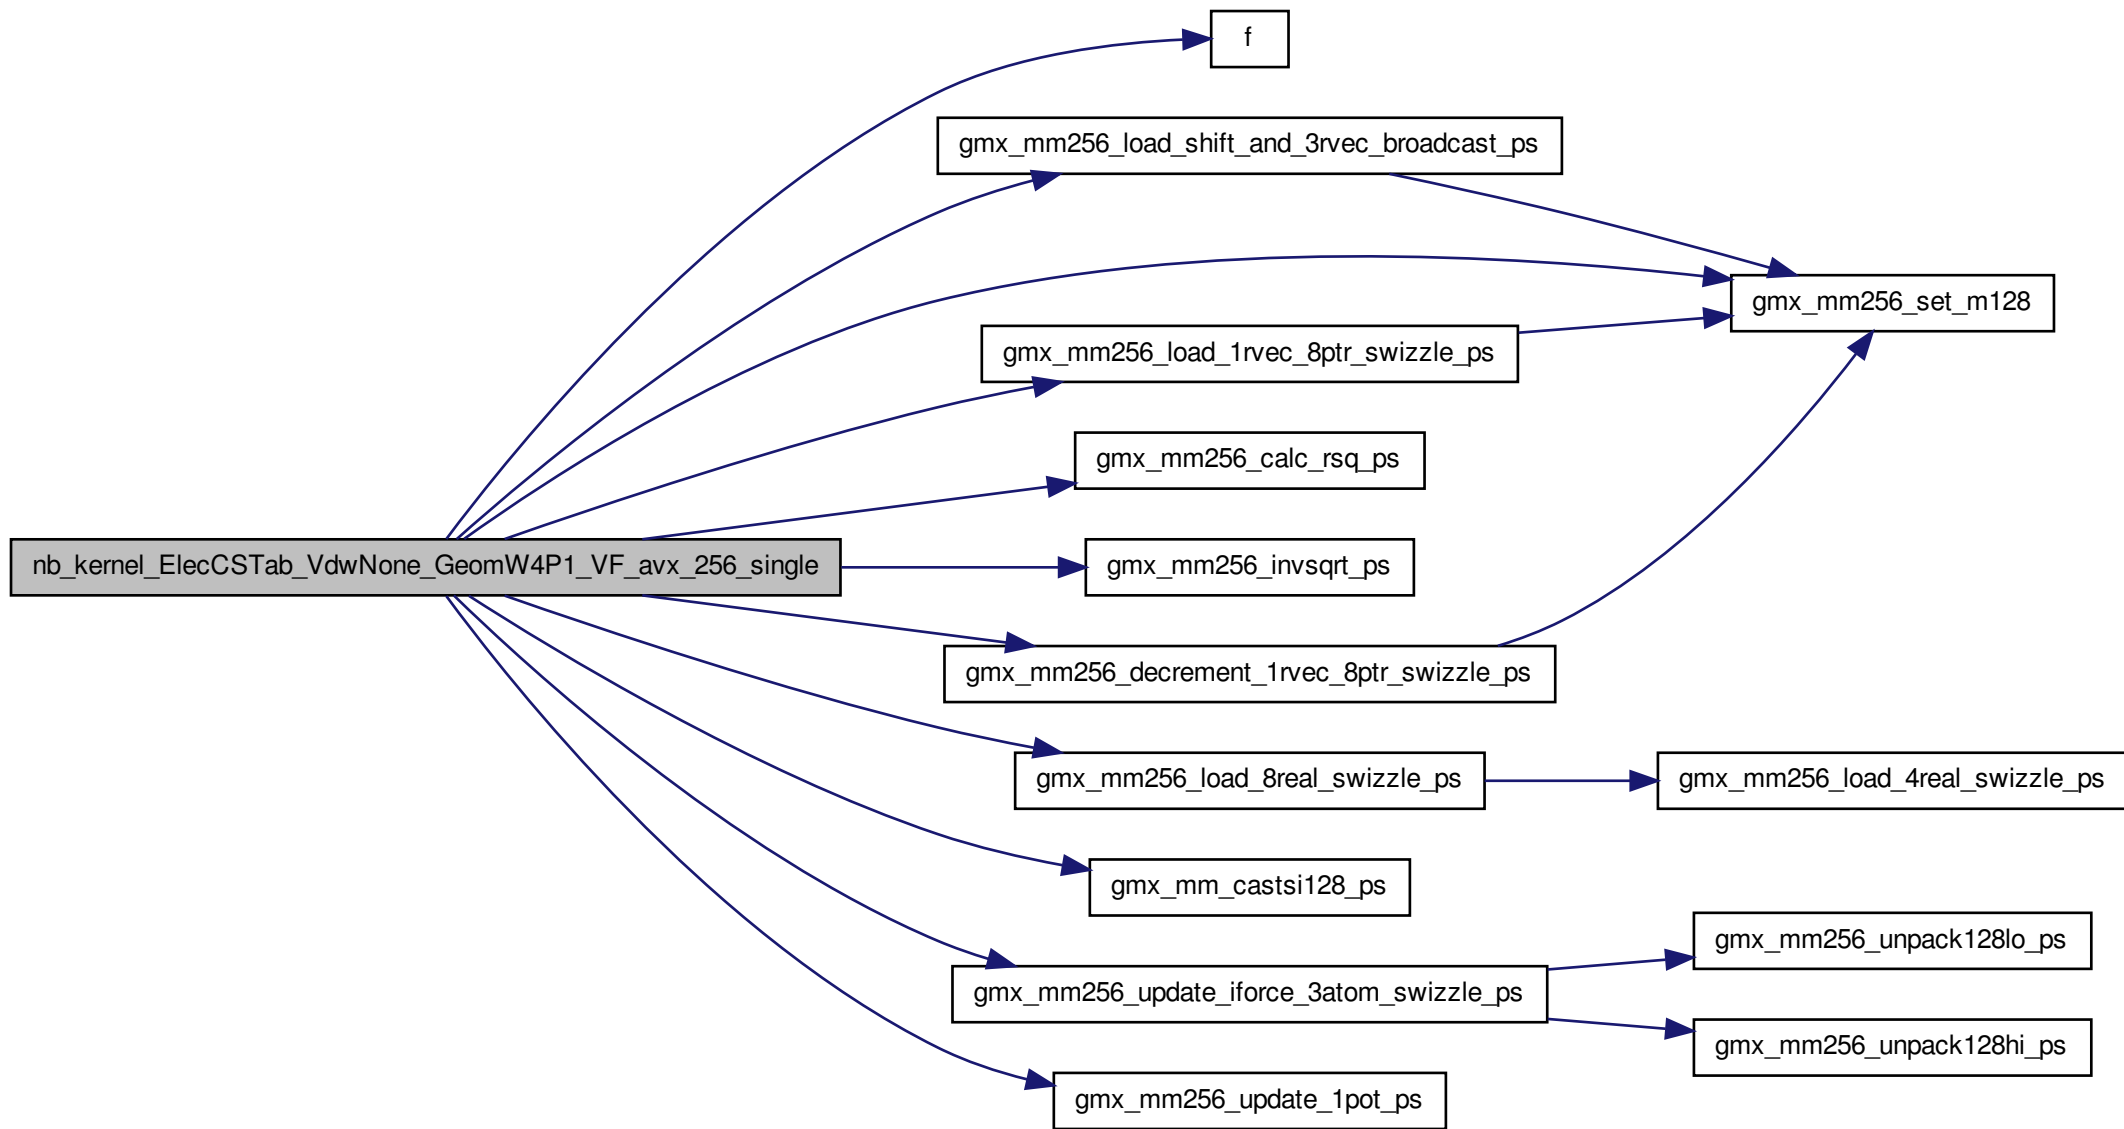 f
gmx_mm256_load_shift_and_3rvec_broadcast_ps
gmx_mm256_set_m128
gmx_mm256_load_1rvec_8ptr_swizzle_ps
gmx_mm256_calc_rsq_ps
nb_kernel_ElecCSTab_VdwNone_GeomW4P1_VF_avx_256_single
gmx_mm256_invsqrt_ps
gmx_mm256_decrement_1rvec_8ptr_swizzle_ps
gmx_mm256_load_8real_swizzle_ps
gmx_mm256_load_4real_swizzle_ps
gmx_mm_castsi128_ps
gmx_mm256_unpack128lo_ps
gmx_mm256_update_iforce_3atom_swizzle_ps
gmx_mm256_unpack128hi_ps
gmx_mm256_update_1pot_ps